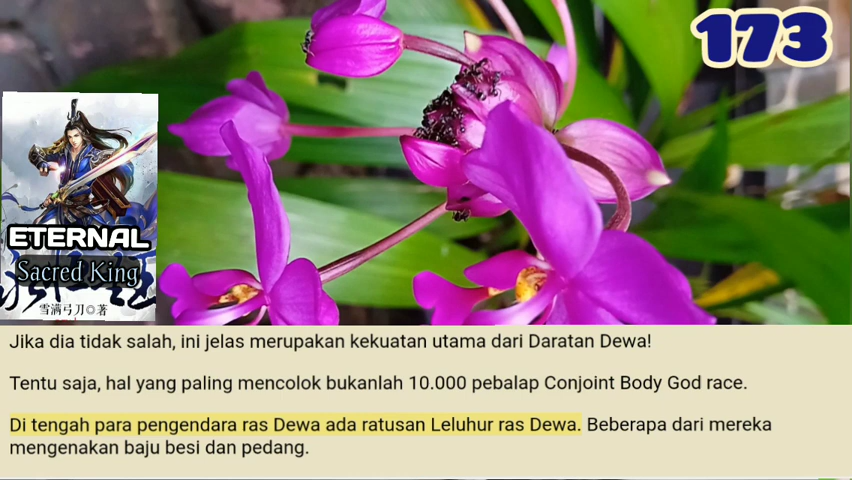 173
ETERNAL
Sacred King
雪满弓刀◎著
Jika dia tidak salah, ini jelas merupakan kekuatan utama dari Daratan Dewa!
Tentu saja, hal yang paling mencolok bukanlah 10.000 pebalap Conjoint Body God race.
Di tengah para pengendara ras Dewa ada ratusan Leluhur ras Dewa. Beberapa dari mereka
mengenakan baju besi dan pedang.